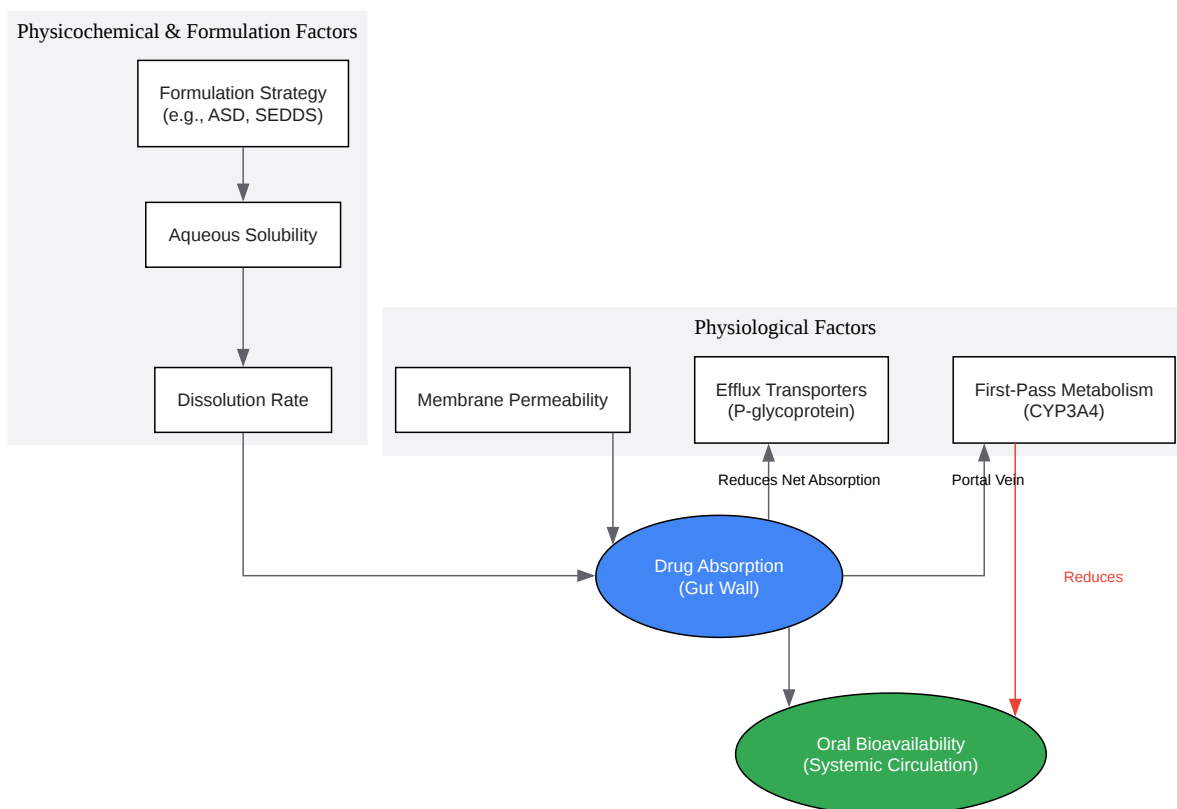 Physicochemical & Formulation Factors
Formulation Strategy
(e.g., ASD, SEDDS)
Aqueous Solubility
Dissolution Rate
Physiological Factors
Membrane Permeability
Efflux Transporters
(P-glycoprotein)
First-Pass Metabolism
(CYP3A4)
Reduces Net Absorption
Portal Vein
Drug Absorption
(Gut Wall)
Reduces
Oral Bioavailability
(Systemic Circulation)